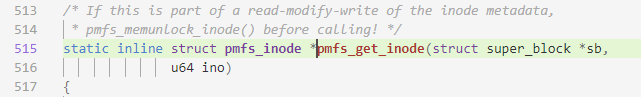 513 /* If this is part of a read-modify-write of the inode metadata,
514 * pmfs_memunlock_inode() before calling! */
515 static inline struct pmfs_inode *pmfs_get_inode(struct super_block *sb,
516 u64 ino)
517 {